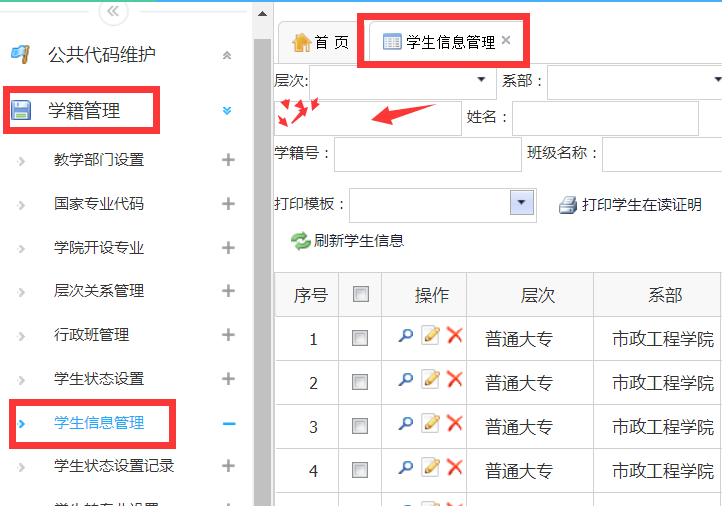 首 页
学生信息管理
公共代码维护
学籍管理
教学部门设置
国家专业代码
学院开设专业
层次关系管理
行政班管理
学生状态设置
学生信息管理
学生状态设置记录
层次: 系部：
姓名：
学籍号： 班级名称：
打印模板： 打印学生在读证明
刷新学生信息
序号 操作 层次 系部
1 普通大专 市政工程学院
2 普通大专 市政工程学院
3 普通大专 市政工程学院
4 普通大专 市政工程学院